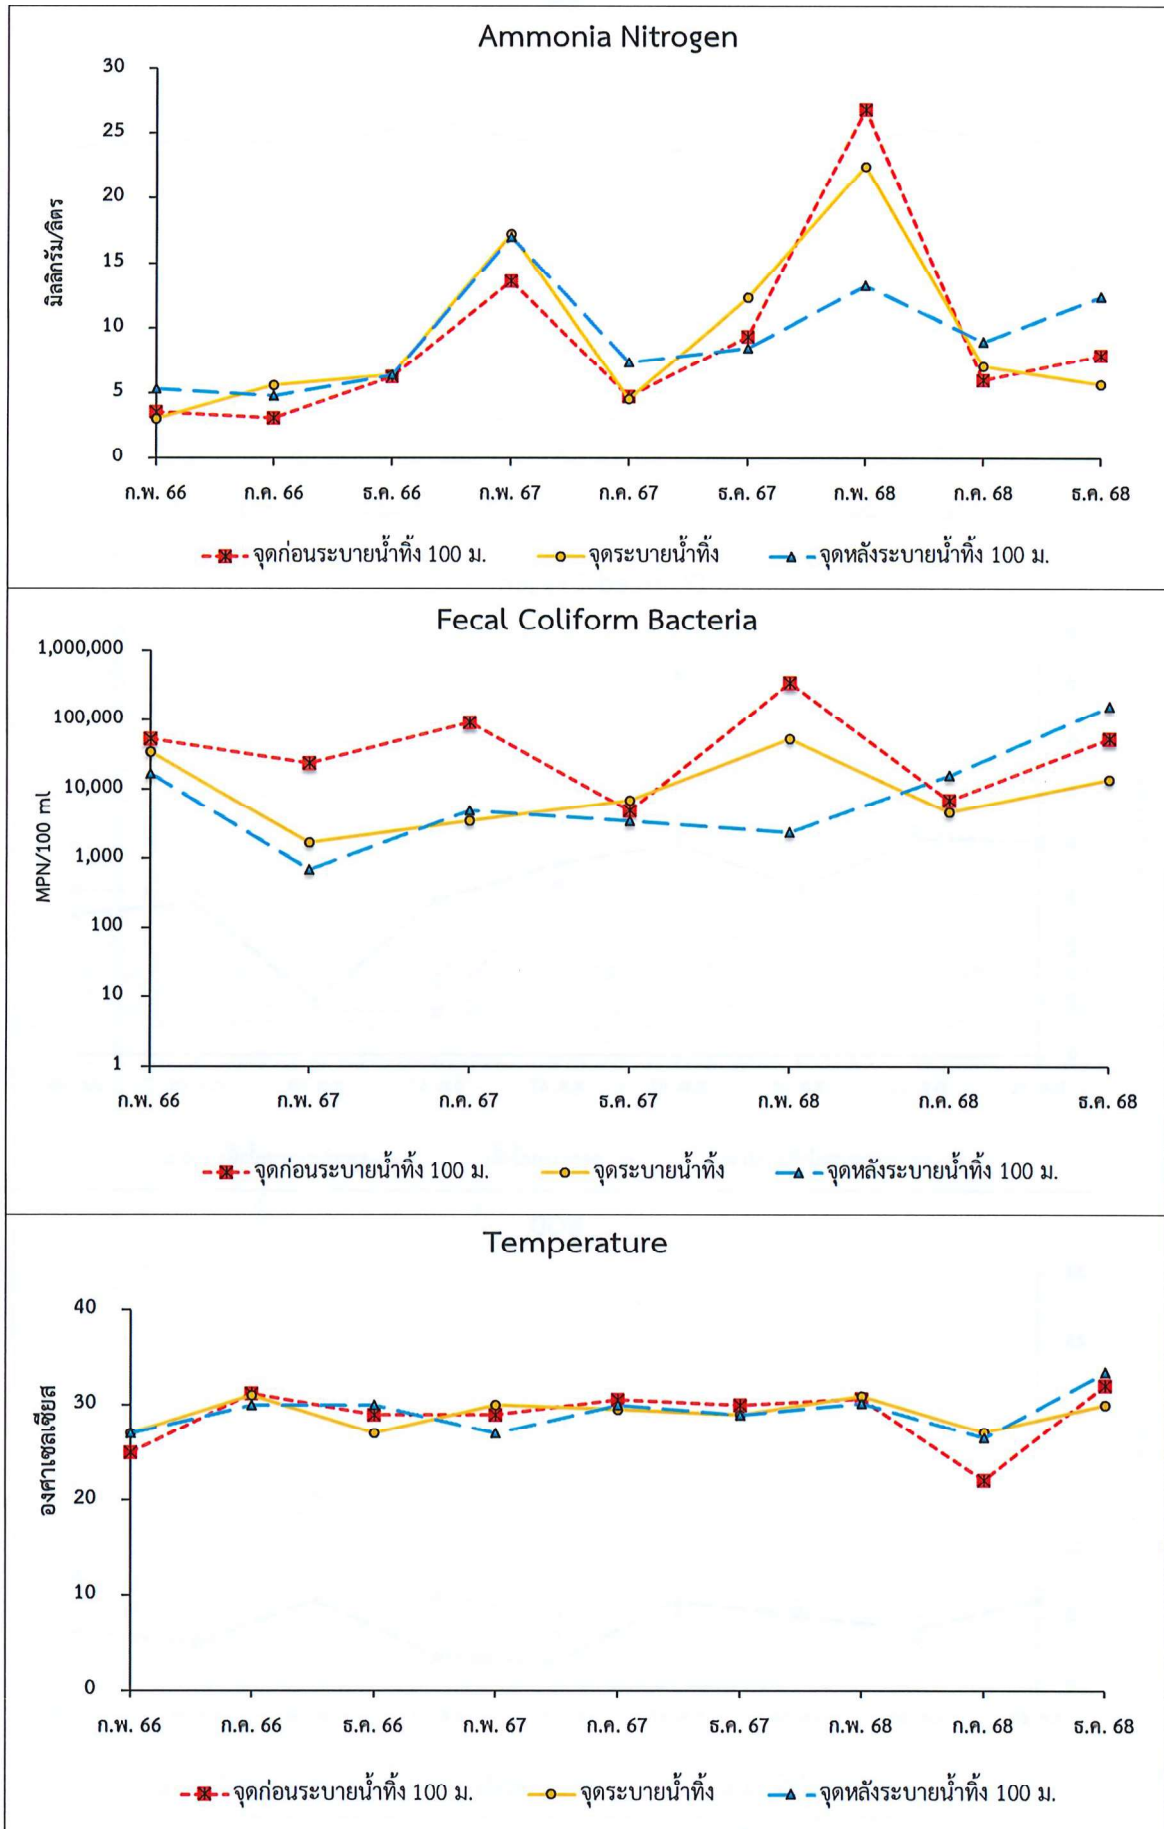 Ammonia Nitrogen
มิลลิกรัม/ลิตร
30
25
20
15
10
5
0
ก.พ. 66 ก.ค. 66 ธ.ค. 66 ก.พ. 67 ก.ค. 67 ธ.ค. 67 ก.พ. 68 ก.ค. 68 ธ.ค. 68
จุดก่อนระบายน้ำทิ้ง 100 ม. จุดระบายน้ำทิ้ง จุดหลังระบายน้ำทิ้ง 100 ม.
Fecal Coliform Bacteria
MPN/100 ml
1,000,000
100,000
10,000
1,000
100
10
1
ก.พ. 66 ก.พ. 67 ก.ค. 67 ธ.ค. 67 ก.พ. 68 ก.ค. 68 ธ.ค. 68
จุดก่อนระบายน้ำทิ้ง 100 ม. จุดระบายน้ำทิ้ง จุดหลังระบายน้ำทิ้ง 100 ม.
Temperature
องศาเซลเซียส
40
30
20
10
0
ก.พ. 66 ก.ค. 66 ธ.ค. 66 ก.พ. 67 ก.ค. 67 ธ.ค. 67 ก.พ. 68 ก.ค. 68 ธ.ค. 68
จุดก่อนระบายน้ำทิ้ง 100 ม. จุดระบายน้ำทิ้ง จุดหลังระบายน้ำทิ้ง 100 ม.